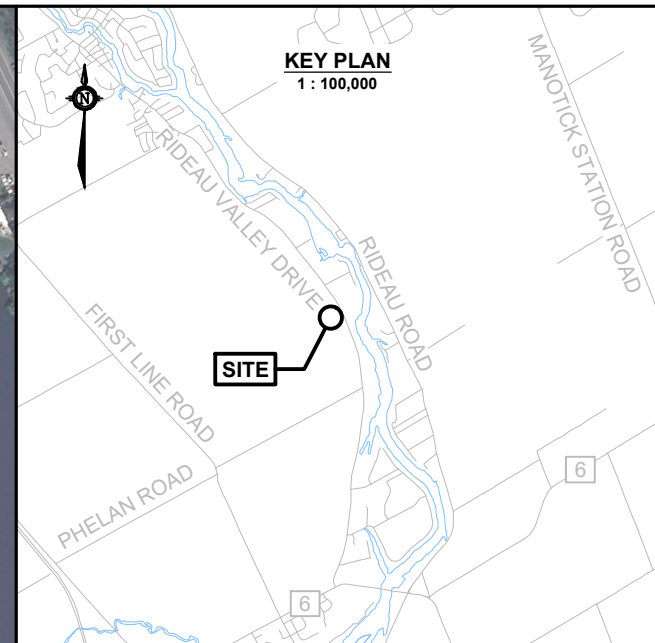 KEY PLAN
1 : 100,000
N
MANOTICK STATION ROAD
RIDEAU VALLEY DRIVE
RIDEAU ROAD
FIRST LINE ROAD
SITE
PHELAN ROAD
6
6